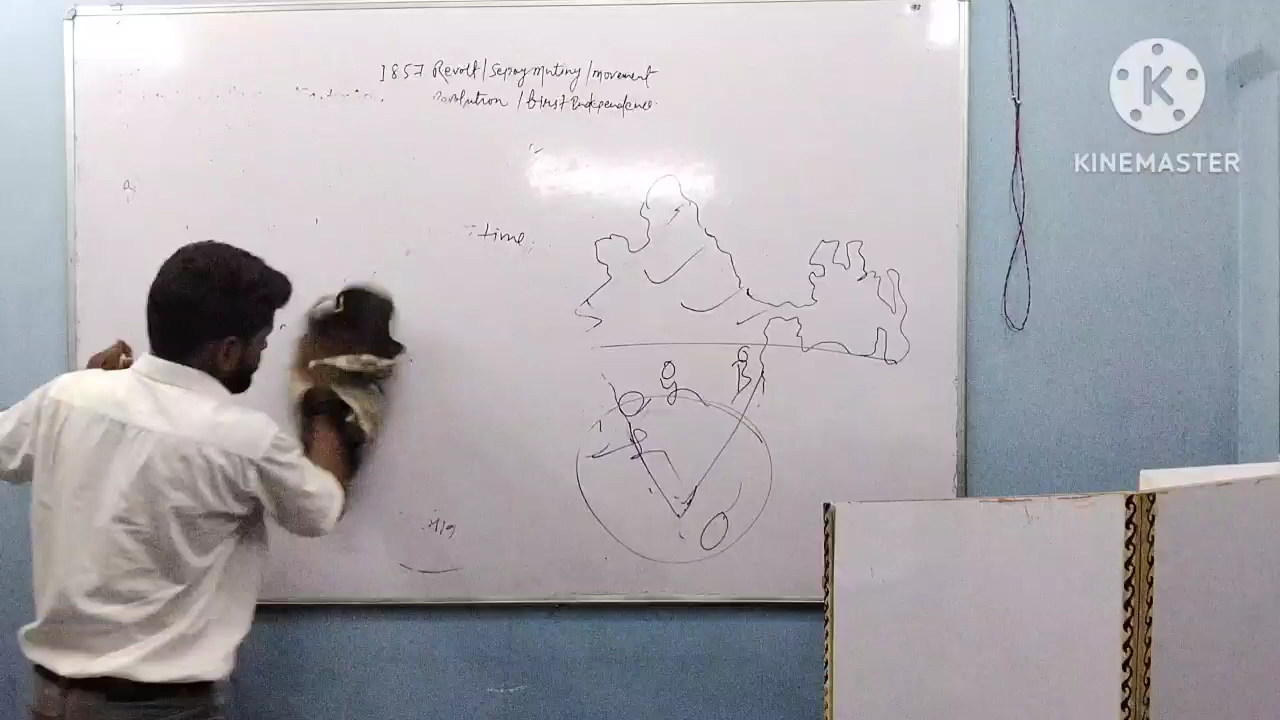 1857 Revolt/Sepoy Mutiny/movement
Revolution / first Independence
time
K
KINEMASTER